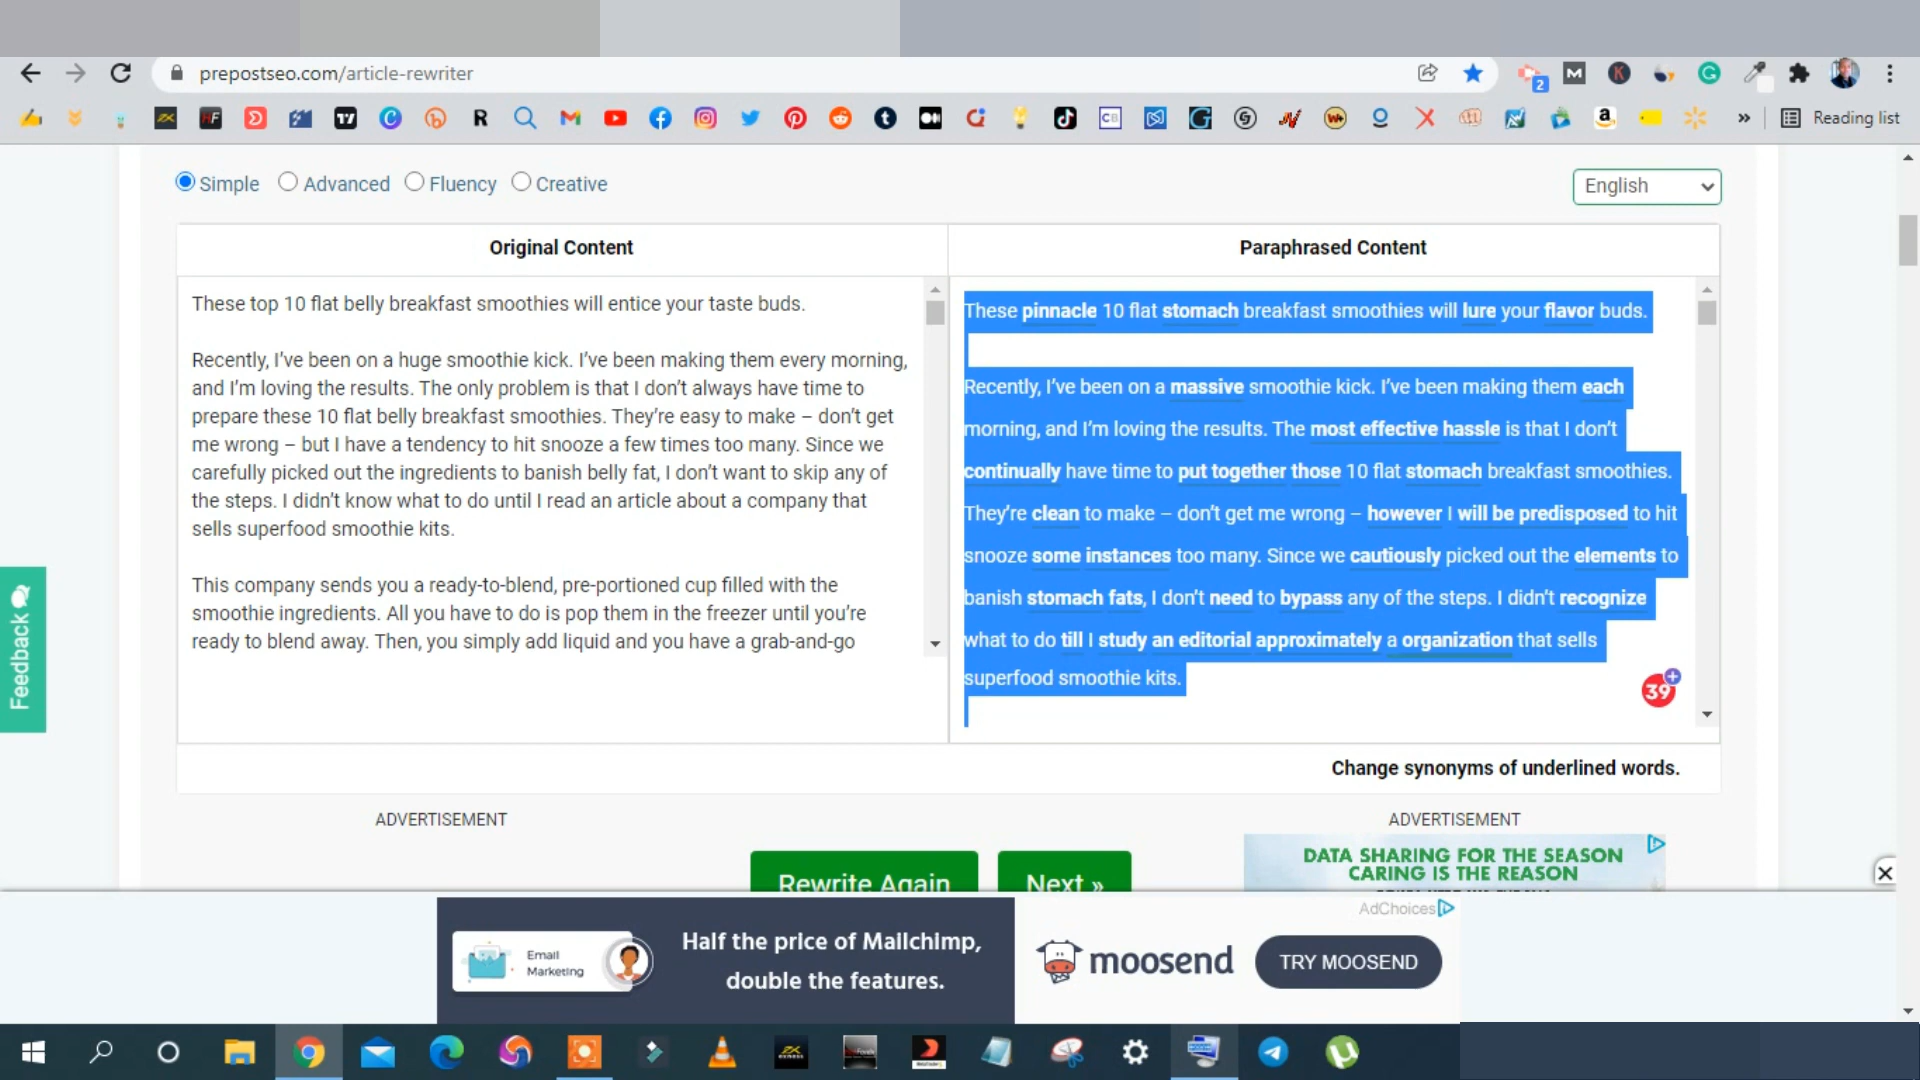 prepostseo.com/article-rewriter
2
Reading list
Simple Advanced Fluency Creative
English
Original Content
Paraphrased Content
These top 10 flat belly breakfast smoothies will entice your taste buds.
Recently, I've been on a huge smoothie kick. I've been making them every morning,
and I'm loving the results. The only problem is that I don't always have time to
prepare these 10 flat belly breakfast smoothies. They're easy to make – don't get
me wrong – but I have a tendency to hit snooze a few times too many. Since we
carefully picked out the ingredients to banish belly fat, I don't want to skip any of
the steps. I didn't know what to do until I read an article about a company that
sells superfood smoothie kits.
This company sends you a ready-to-blend, pre-portioned cup filled with the
smoothie ingredients. All you have to do is pop them in the freezer until you're
ready to blend away. Then, you simply add liquid and you have a grab-and-go
These pinnacle 10 flat stomach breakfast smoothies will lure your flavor buds.
Recently, I've been on a massive smoothie kick. I've been making them each
morning, and I'm loving the results. The most effective hassle is that I don't
continually have time to put together those 10 flat stomach breakfast smoothies.
They're clean to make – don't get me wrong – however I will be predisposed to hit
snooze some instances too many. Since we cautiously picked out the elements to
banish stomach fats, I don't need to bypass any of the steps. I didn't recognize
what to do till I study an editorial approximately a organization that sells
superfood smoothie kits.
39
Change synonyms of underlined words.
Feedback
ADVERTISEMENT
ADVERTISEMENT
Rewrite Again
Next »
DATA SHARING FOR THE SEASON
CARING IS THE REASON
AdChoices
Email
Marketing
Half the price of Mailchimp,
double the features.
moosend
TRY MOOSEND